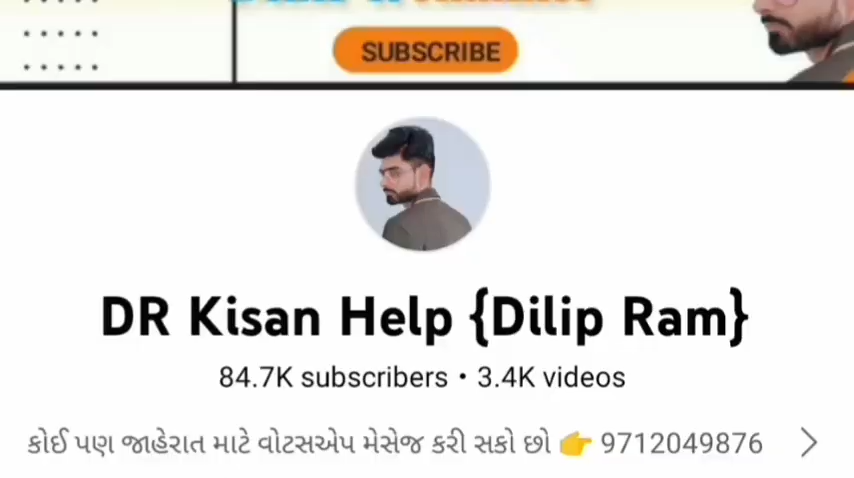 SUBSCRIBE
DR Kisan Help {Dilip Ram}
84.7K subscribers • 3.4K videos
કોઈ પણ જાહેરાત માટે વોટસએપ મેસેજ કરી સકો છો 👉 9712049876